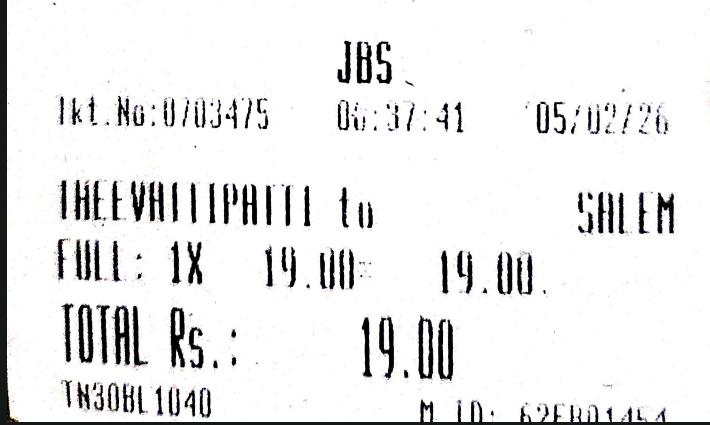 JBS
Tkt.No:0703475 06:37:41 05/02/26
THEEVATTIPATTI to SALEM
FULL: 1X 19.00= 19.00
TOTAL Rs.: 19.00
TN30BL1040
M ID: